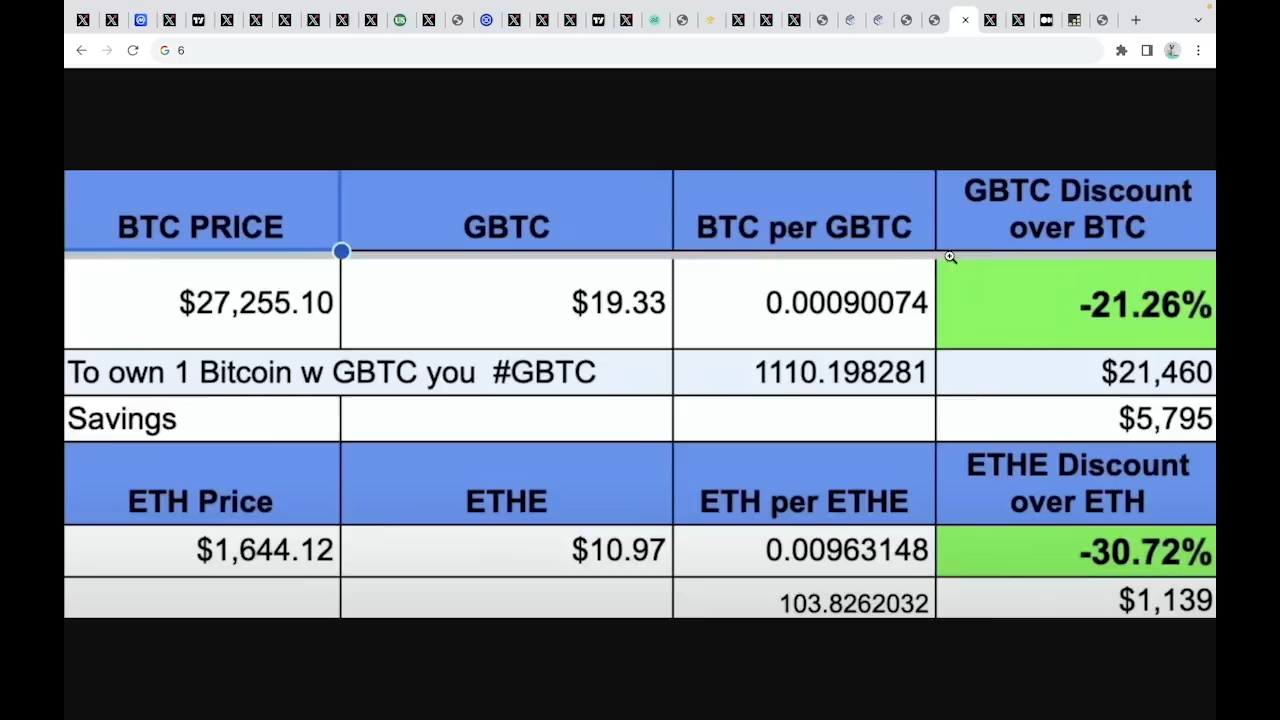 6
BTC PRICE GBTC BTC per GBTC GBTC Discount over BTC
$27,255.10 $19.33 0.00090074 -21.26%
To own 1 Bitcoin w GBTC you #GBTC 1110.198281 $21,460
Savings $5,795
ETH Price ETHE ETH per ETHE ETHE Discount over ETH
$1,644.12 $10.97 0.00963148 -30.72%
103.8262032 $1,139